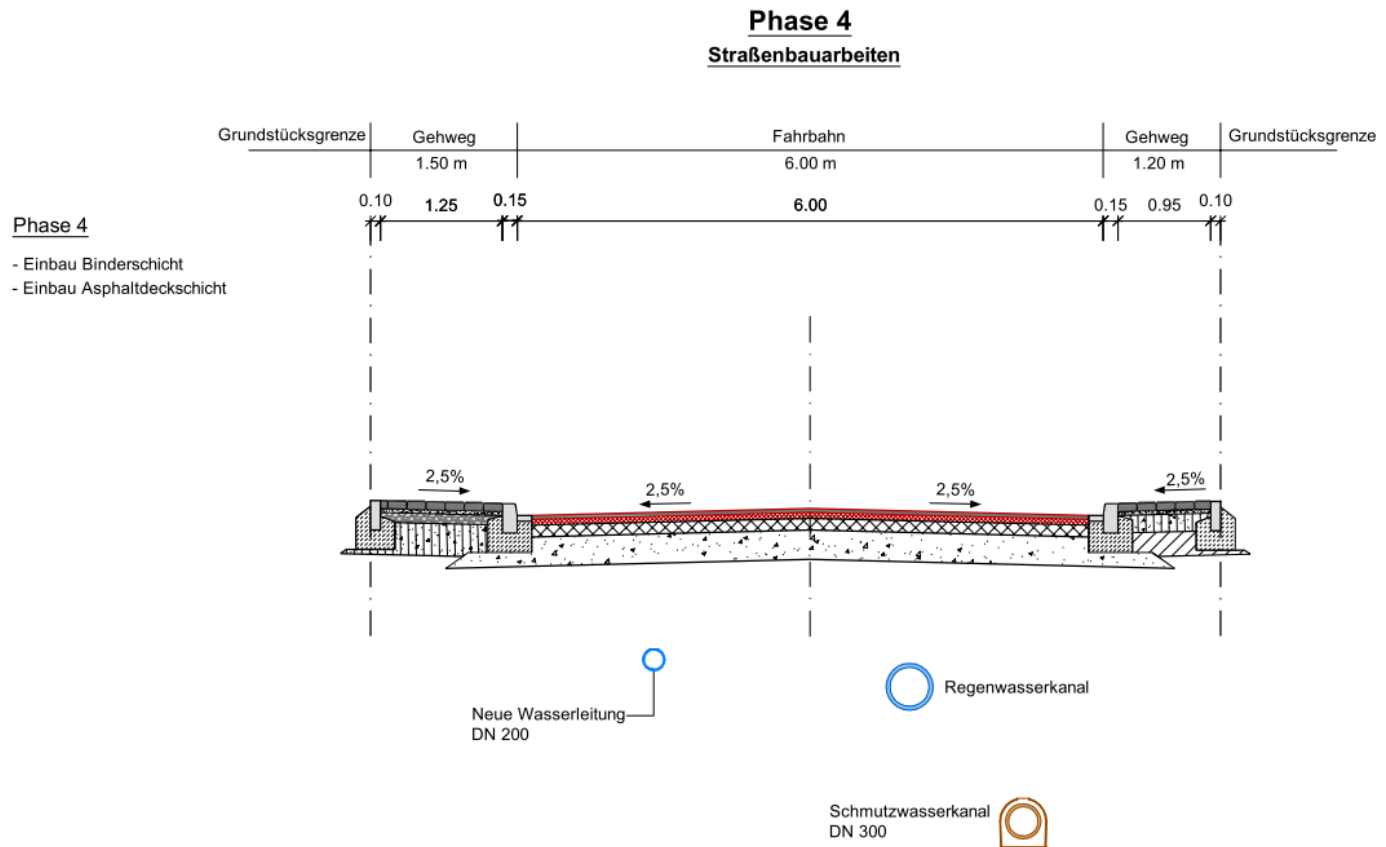 Phase 4
Straßenbauarbeiten
Grundstücksgrenze Gehweg Fahrbahn Gehweg Grundstücksgrenze
1.50 m 6.00 m 1.20 m
0.10 1.25 0.15 6.00 0.15 0.95 0.10
Phase 4
- Einbau Binderschicht
- Einbau Asphaltdeckschicht
2,5% 2,5% 2,5% 2,5%
Regenwasserkanal
Neue Wasserleitung
DN 200
Schmutzwasserkanal
DN 300